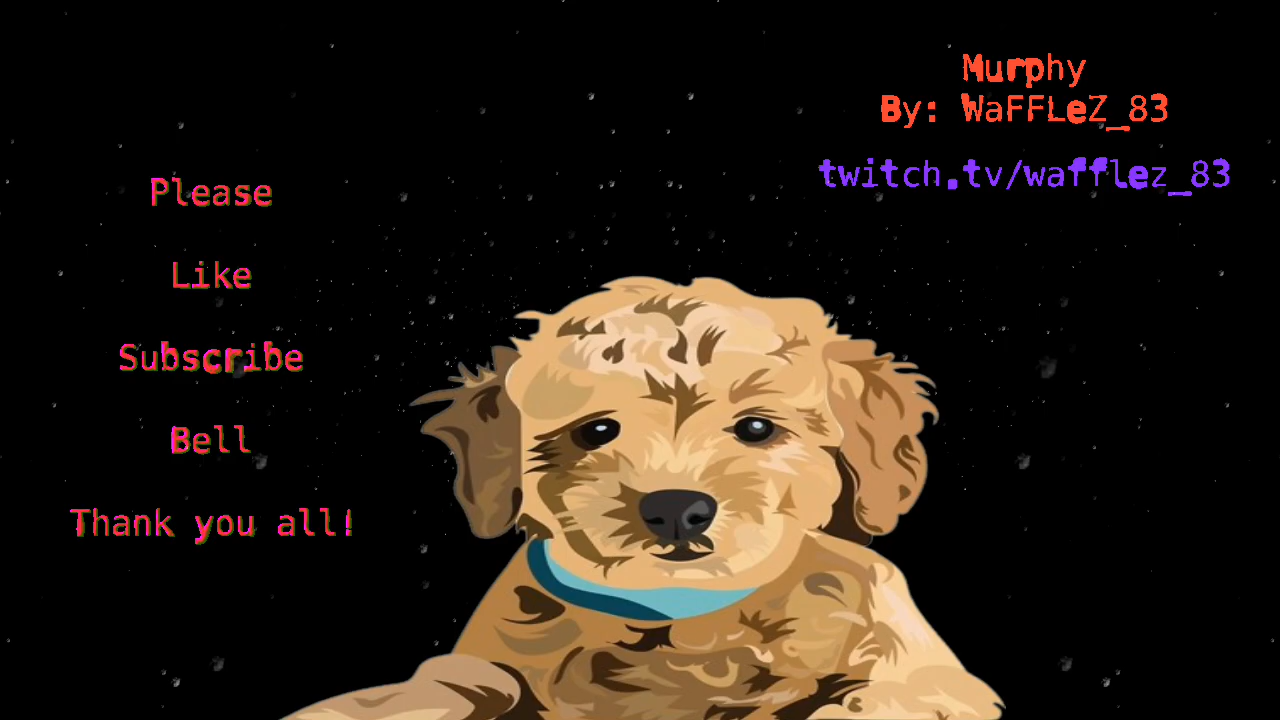 Murphy
By: WaFFLeZ_83
twitch.tv/wafflez_83
Please
Like
Subscribe
Bell
Thank you all!